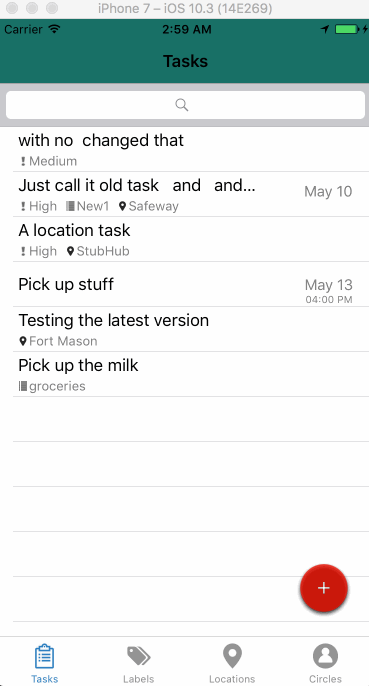 iPhone 7 – iOS 10.3 (14E269)
Carrier 2:59 AM
Tasks
with no  changed that
Medium
Just call it old task   and   and... May 10
High New1 Safeway
A location task
High StubHub
Pick up stuff May 13
04:00 PM
Testing the latest version
Fort Mason
Pick up the milk
groceries
+
Tasks Labels Locations Circles